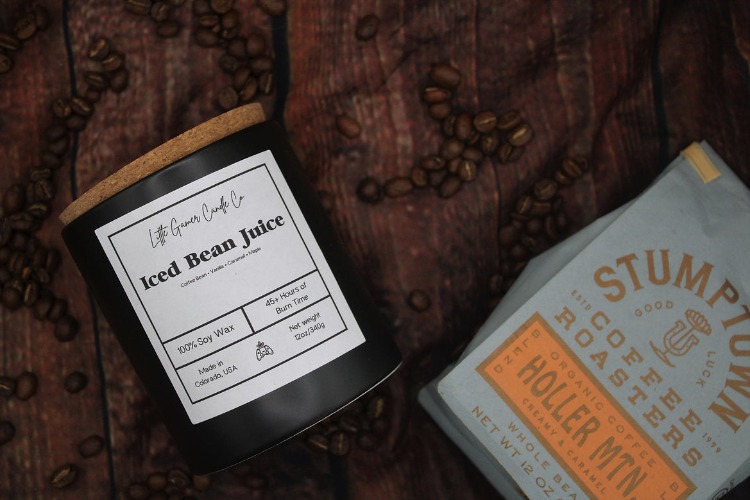 Little Gamer Candle Co
Iced Bean Juice
Coffee Bean • Vanilla • Caramel • Maple
100% Soy Wax
45+ Hours of
Burn Time
Made in
Colorado, USA
Net weight
12oz/340g
STUMPTOWN
ESTD
GOOD
LUCK
COFFEE
ROASTERS
1999
ORGANIC COFFEE
HOLLER MTN
CREAMY & CARAMEL
WHOLE BEAN
NET WT 12 OZ